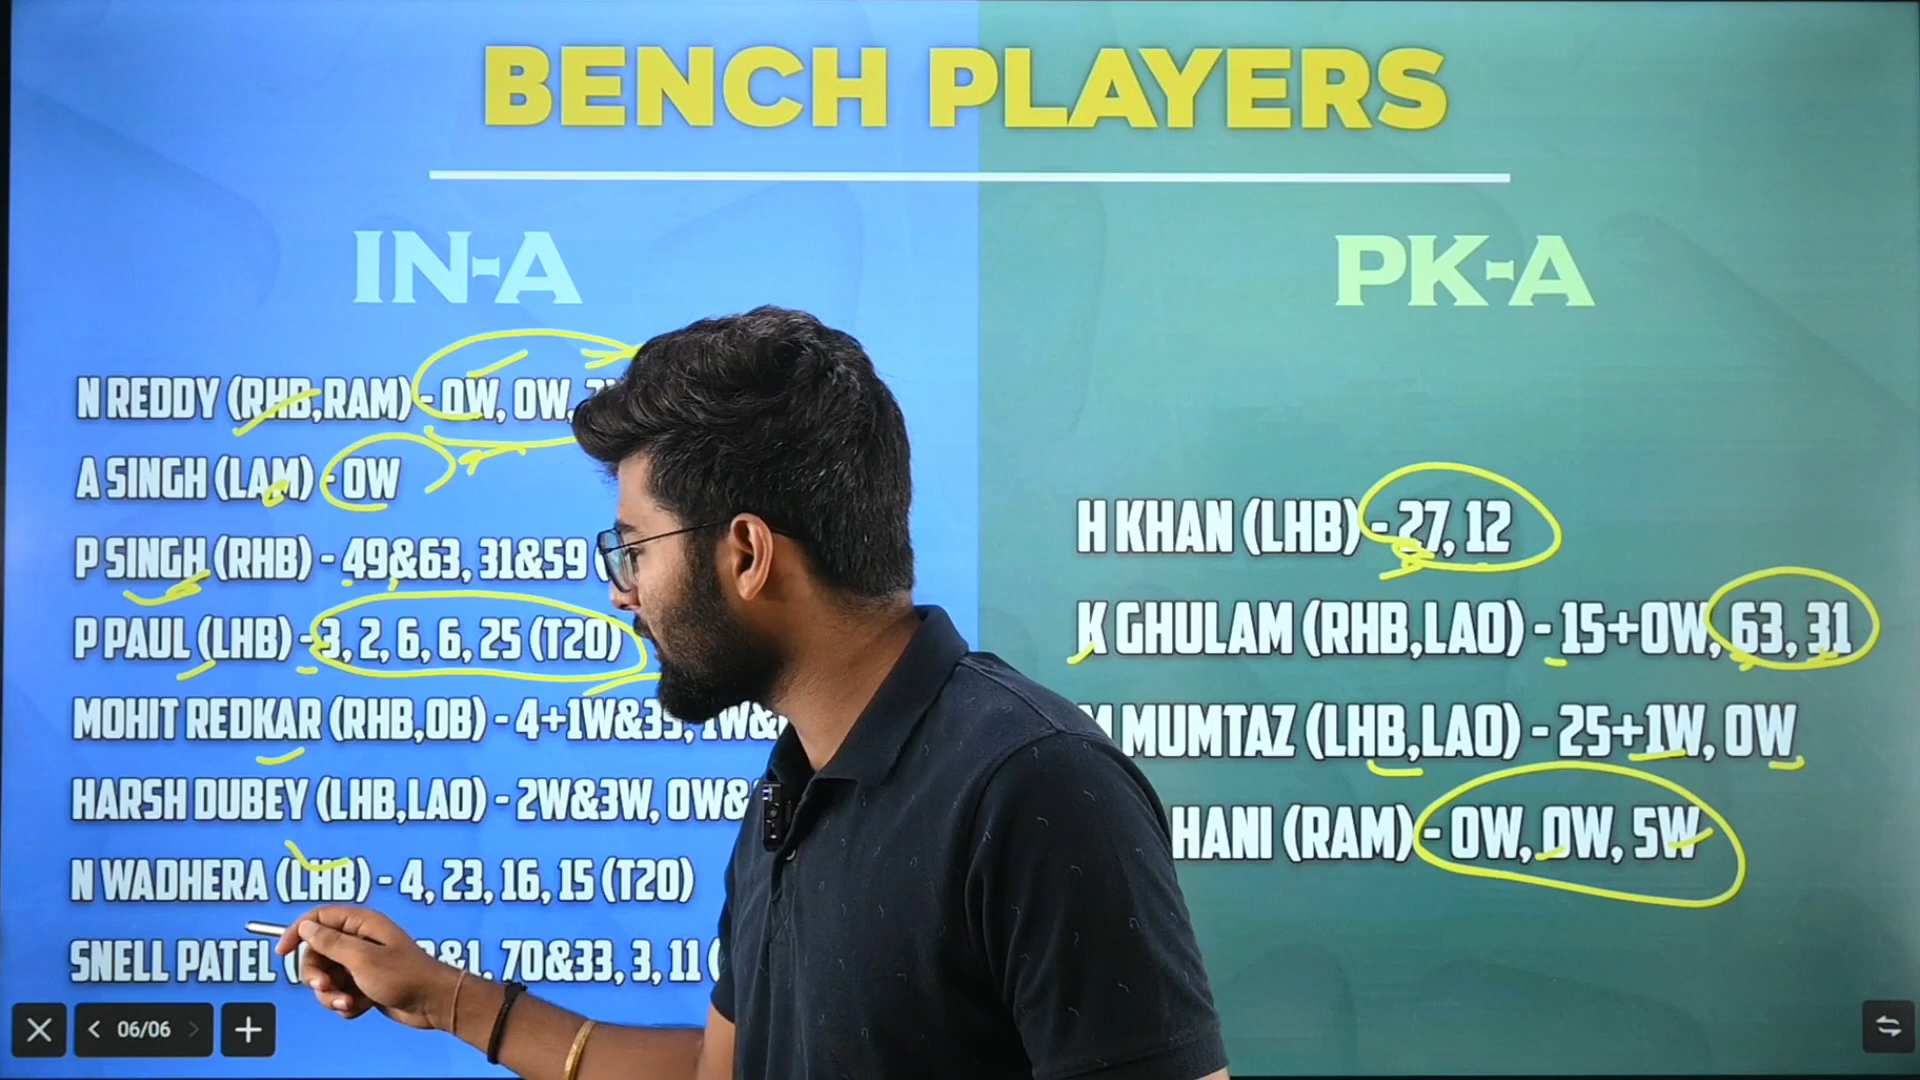 BENCH PLAYERS
IN-A
N REDDY (RHB,RAM) - 0W, 0W,
A SINGH (LAM) - 0W
P SINGH (RHB) - 49&63, 31&59
P PAUL (LHB) - 3, 2, 6, 6, 25 (T20)
MOHIT REDKAR (RHB,OB) - 4+1W&35, 1W&
HARSH DUBEY (LHB,LAO) - 2W&3W, 0W&
N WADHERA (LHB) - 4, 23, 16, 15 (T20)
SNELL PATEL &1, 70&33, 3, 11
PK-A
H KHAN (LHB) - 27, 12
K GHULAM (RHB,LAO) - 15+0W, 63, 31
MUMTAZ (LHB,LAO) - 25+1W, 0W
(RAM) - 0W, 0W, 5W
06/06